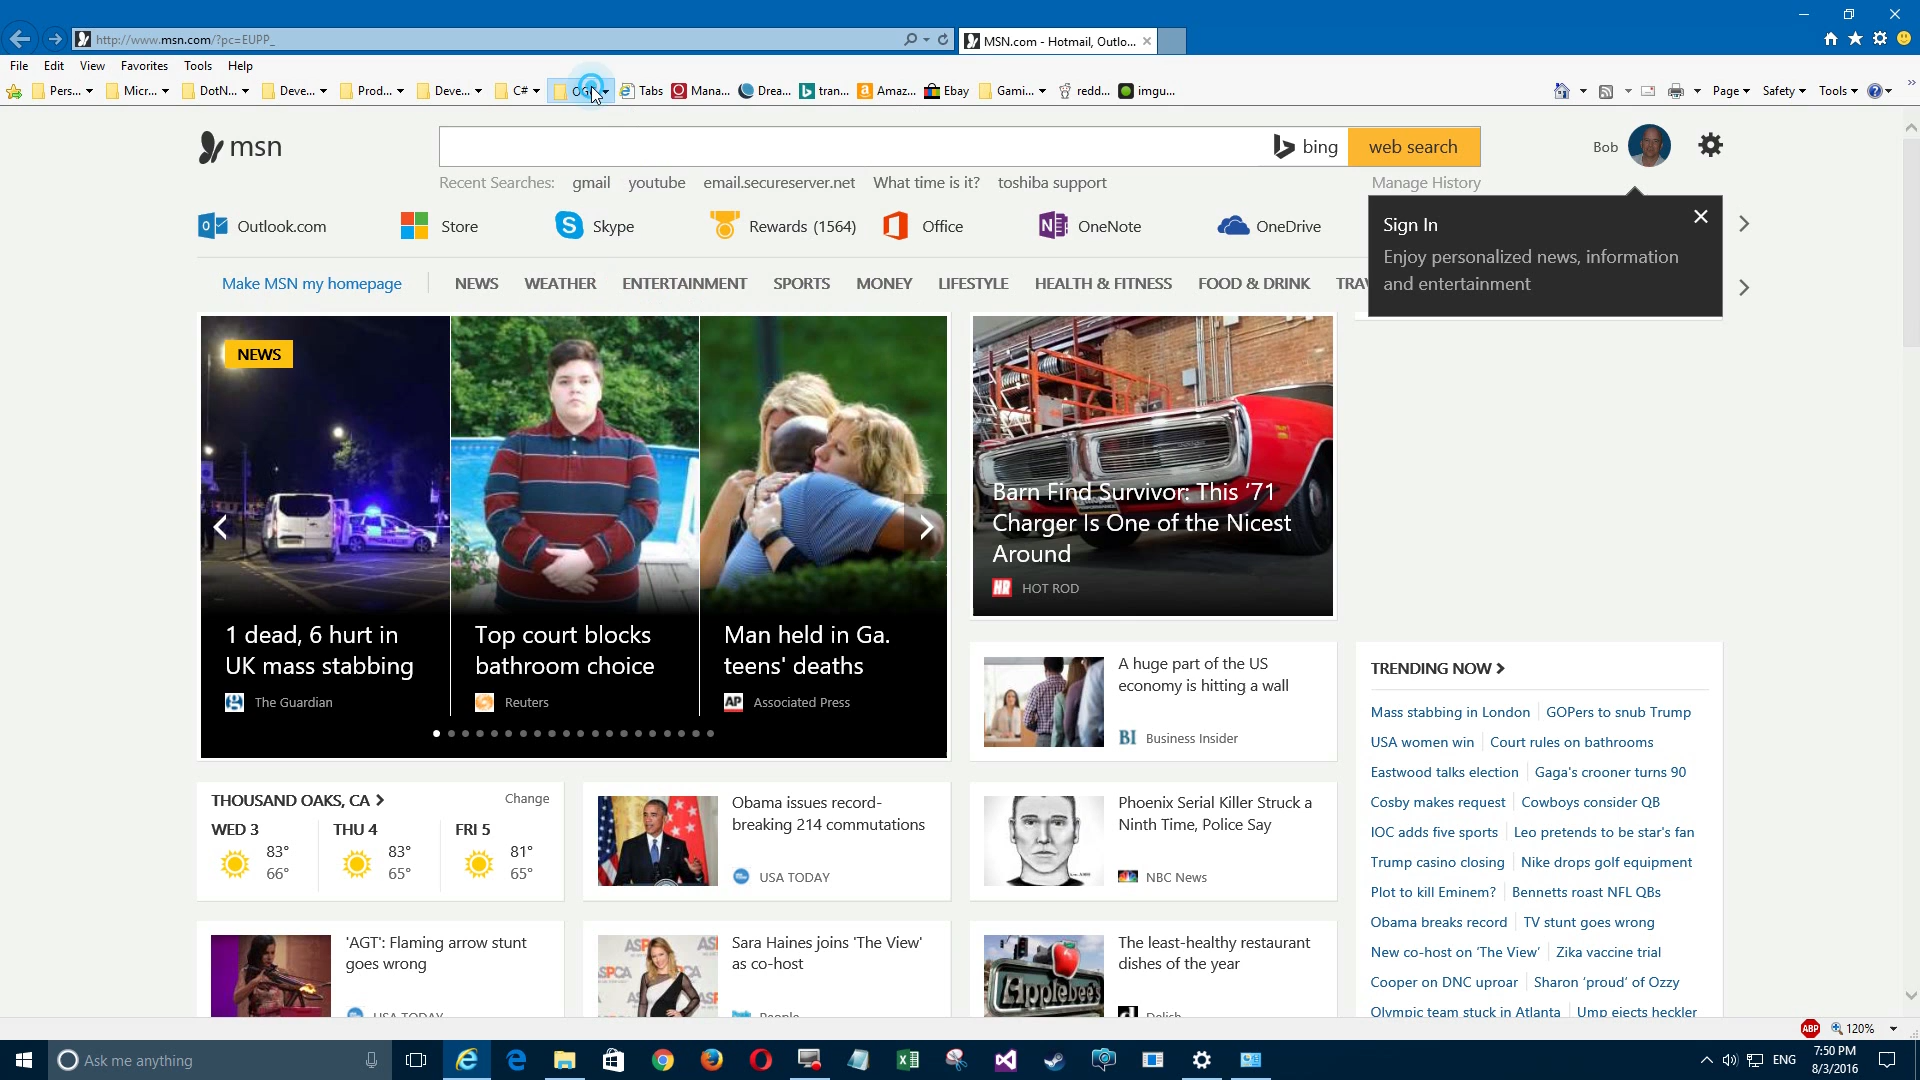 http://www.msn.com/?pc=EUPP_
MSN.com - Hotmail, Outlo...
File Edit View Favorites Tools Help
Pers... Micr... DotN... Deve... Prod... Deve... C# Tabs Mana... Drea... tran... Amaz... Ebay Gami... redd... imgu... Page Safety Tools
msn
bing
web search
Bob
Recent Searches: gmail youtube email.secureserver.net What time is it? toshiba support Manage History
Outlook.com Store Skype Rewards (1564) Office OneNote OneDrive
Sign In
Enjoy personalized news, information
and entertainment
Make MSN my homepage NEWS WEATHER ENTERTAINMENT SPORTS MONEY LIFESTYLE HEALTH & FITNESS FOOD & DRINK TRAV
NEWS
1 dead, 6 hurt in
UK mass stabbing
The Guardian
Top court blocks
bathroom choice
Reuters
Man held in Ga.
teens' deaths
AP Associated Press
Barn Find Survivor: This '71
Charger Is One of the Nicest
Around
HR HOT ROD
A huge part of the US
economy is hitting a wall
BI Business Insider
TRENDING NOW
Mass stabbing in London GOPers to snub Trump
USA women win Court rules on bathrooms
Eastwood talks election Gaga's crooner turns 90
Cosby makes request Cowboys consider QB
IOC adds five sports Leo pretends to be star's fan
Trump casino closing Nike drops golf equipment
Plot to kill Eminem? Bennetts roast NFL QBs
Obama breaks record TV stunt goes wrong
New co-host on 'The View' Zika vaccine trial
Cooper on DNC uproar Sharon 'proud' of Ozzy
Olympic team stuck in Atlanta Ump ejects heckler
THOUSAND OAKS, CA Change
WED 3 THU 4 FRI 5
83° 83° 81°
66° 65° 65°
Obama issues record-
breaking 214 commutations
USA TODAY
Phoenix Serial Killer Struck a
Ninth Time, Police Say
NBC News
'AGT': Flaming arrow stunt
goes wrong
USA TODAY
Sara Haines joins 'The View'
as co-host
People
The least-healthy restaurant
dishes of the year
Applebee's
Delish
ABP 120%
Ask me anything
ENG
7:50 PM
8/3/2016